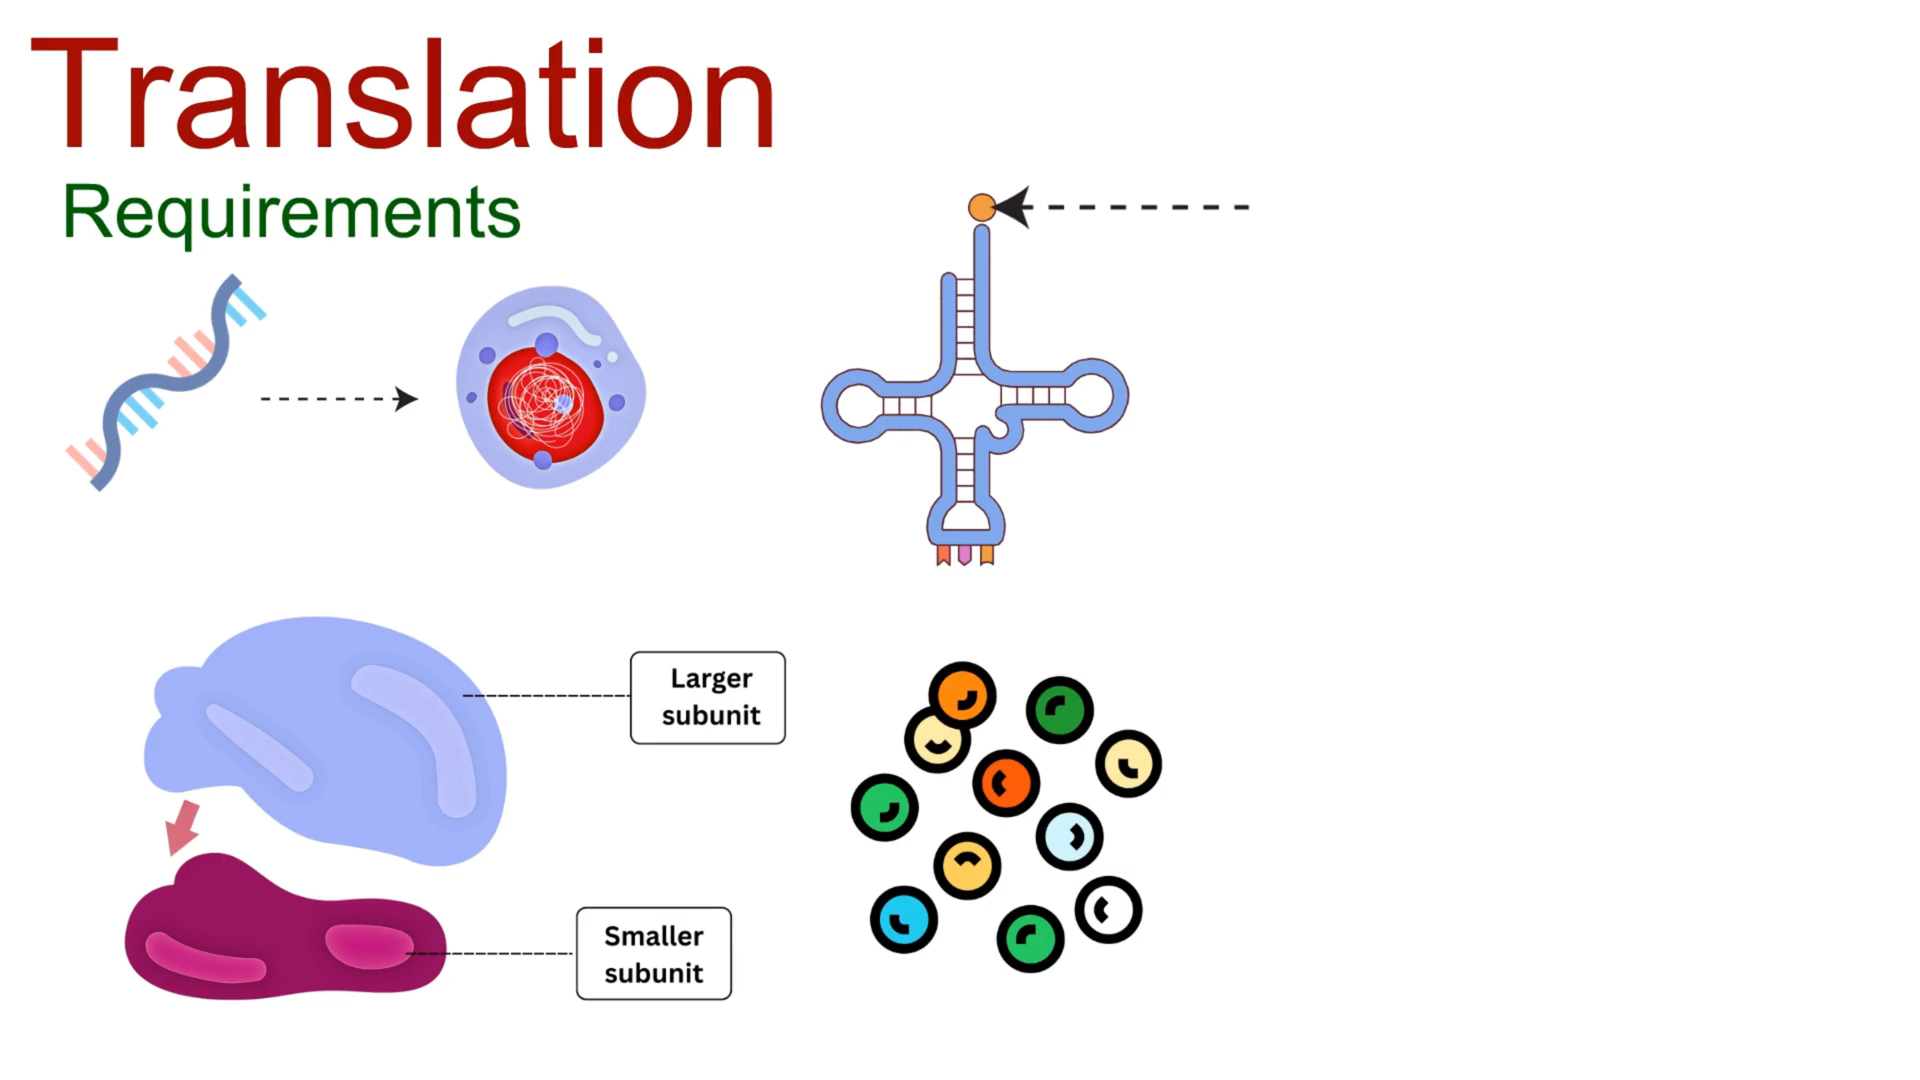 Translation
Requirements
Larger
subunit
Smaller
subunit